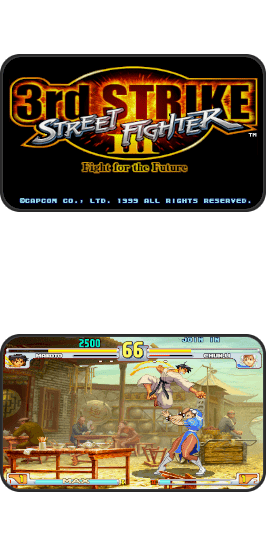 3rd STRIKE
STREET FIGHTER
III
™
Fight for the Future
©CAPCOM CO., LTD. 1999 ALL RIGHTS RESERVED.
2500
66
JOIN IN
MAKOTO
CHUN-LI
MAX